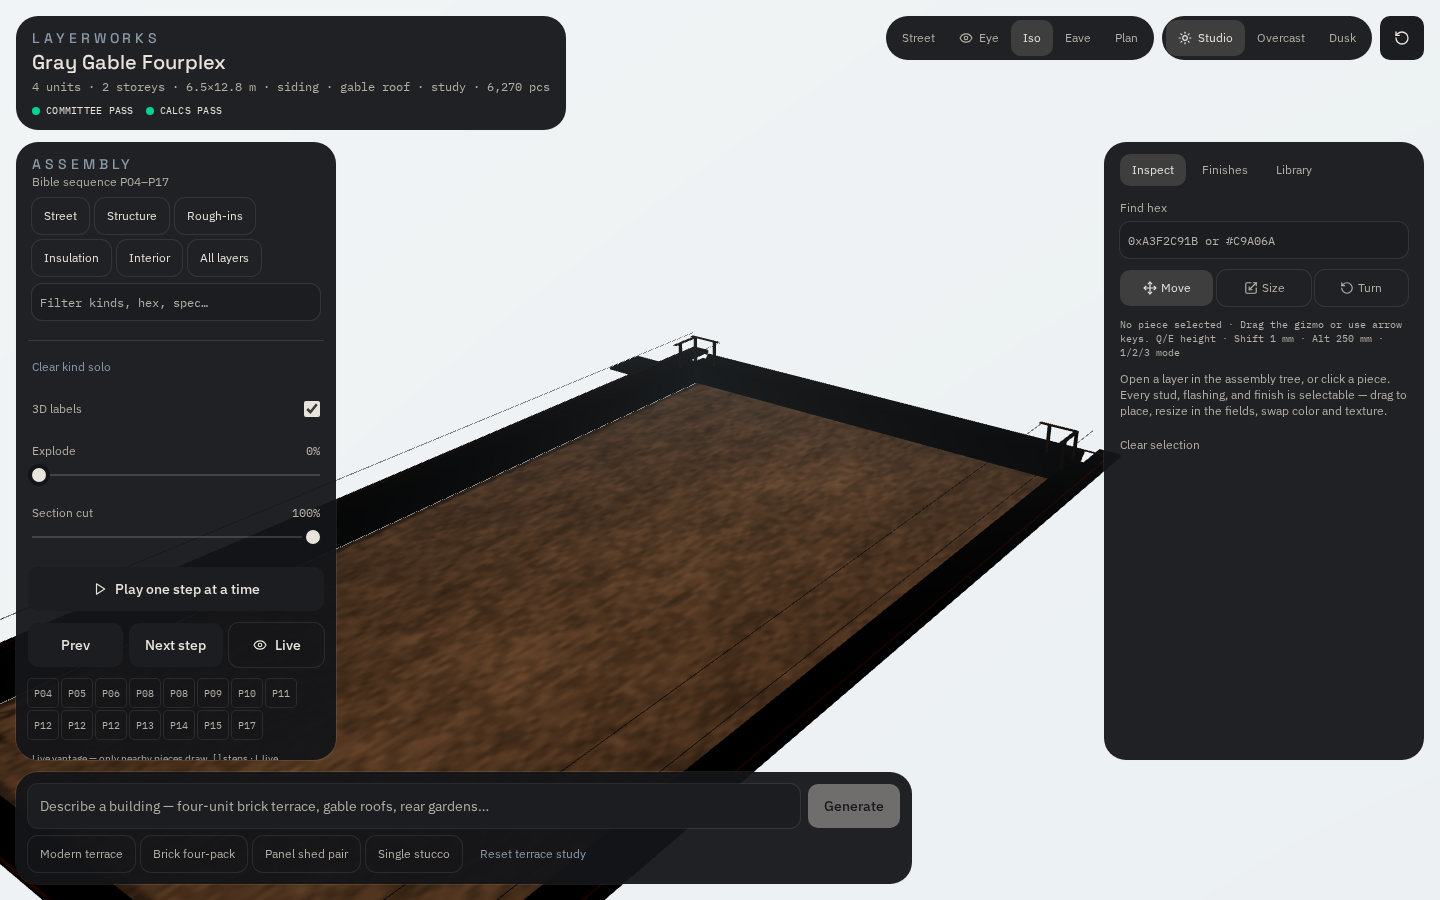 LAYERWORKS
Gray Gable Fourplex
4 units · 2 storeys · 6.5×12.8 m · siding · gable roof · study · 6,270 pcs
COMMITTEE PASS CALCS PASS
Street Eye Iso Eave Plan
Studio Overcast Dusk
ASSEMBLY
Bible sequence P04–P17
Street Structure Rough-ins
Insulation Interior All layers
Filter kinds, hex, spec…
Clear kind solo
3D labels
Explode 0%
Section cut 100%
Play one step at a time
Prev Next step Live
P04 P05 P06 P08 P08 P09 P10 P11
P12 P12 P12 P13 P14 P15 P17
Live vantage — only nearby pieces draw. [ ] steps · L live
Inspect Finishes Library
Find hex
0xA3F2C91B or #C9A06A
Move Size Turn
No piece selected · Drag the gizmo or use arrow
keys. Q/E height · Shift 1 mm · Alt 250 mm ·
1/2/3 mode
Open a layer in the assembly tree, or click a piece.
Every stud, flashing, and finish is selectable — drag to
place, resize in the fields, swap color and texture.
Clear selection
Describe a building — four-unit brick terrace, gable roofs, rear gardens…
Generate
Modern terrace Brick four-pack Panel shed pair Single stucco Reset terrace study